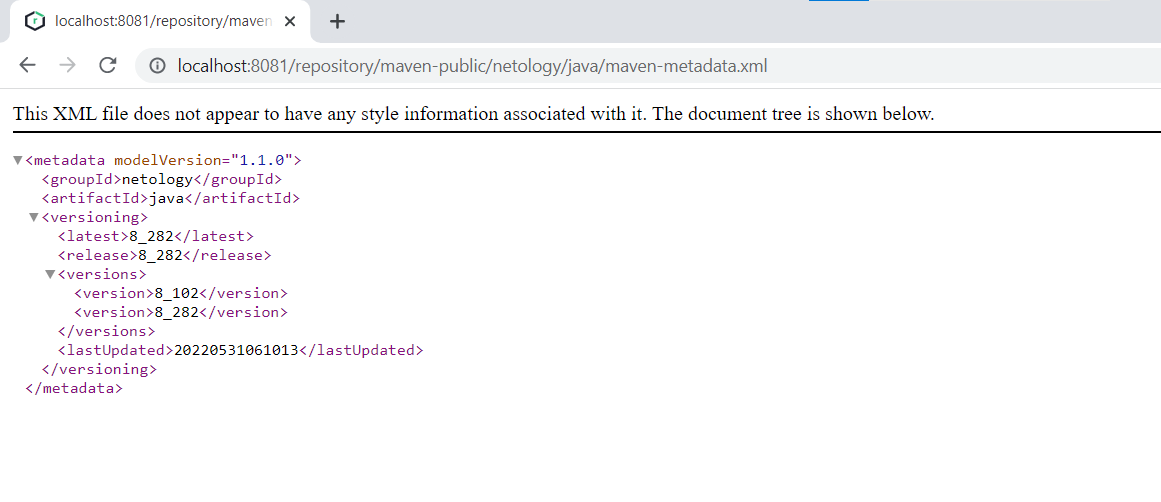 localhost:8081/repository/maven
localhost:8081/repository/maven-public/netology/java/maven-metadata.xml
This XML file does not appear to have any style information associated with it. The document tree is shown below.
<metadata modelVersion="1.1.0">
<groupId>netology</groupId>
<artifactId>java</artifactId>
<versioning>
<latest>8_282</latest>
<release>8_282</release>
<versions>
<version>8_102</version>
<version>8_282</version>
</versions>
<lastUpdated>20220531061013</lastUpdated>
</versioning>
</metadata>